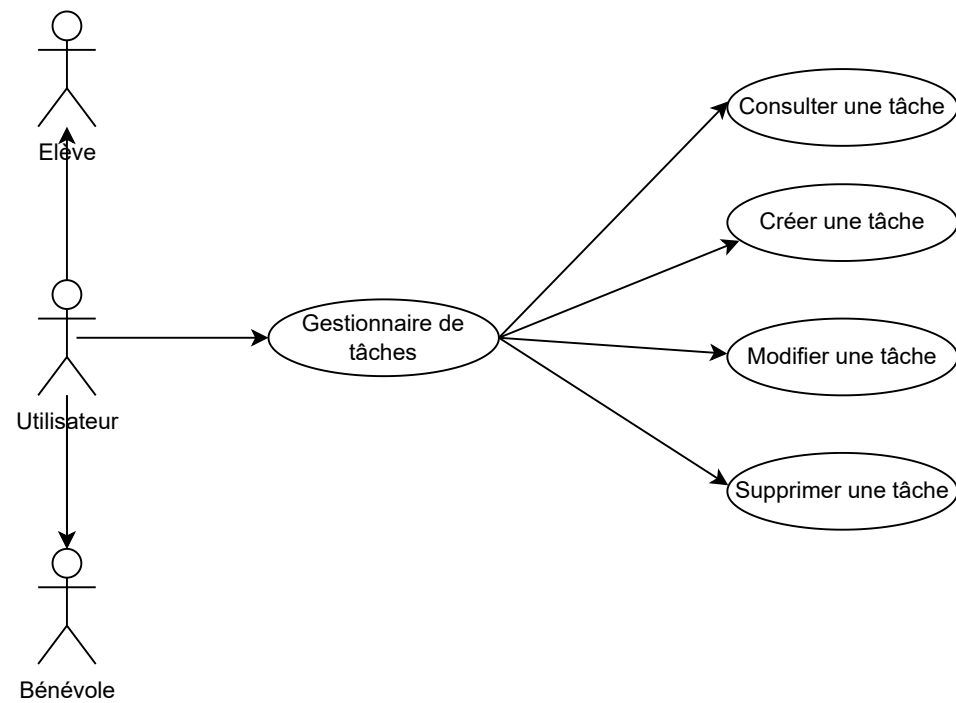 Elève
Consulter une tâche
Créer une tâche
Gestionnaire de
tâches
Modifier une tâche
Utilisateur
Supprimer une tâche
Bénévole